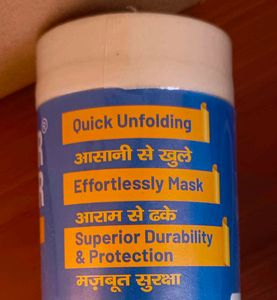 Quick Unfolding
आसानी से खुले
Effortlessly Mask
आराम से ढके
Superior Durability
& Protection
मज़बूत सुरक्षा